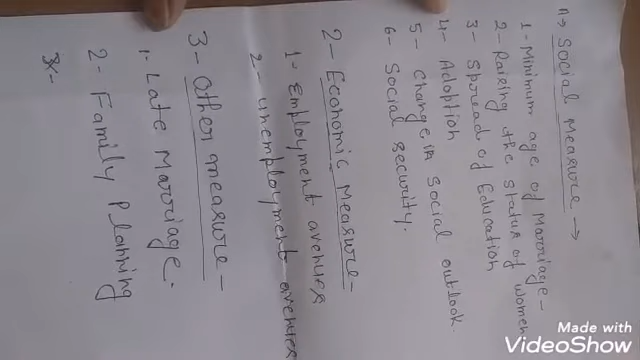 A→ Social Measure →
1- Minimum age of Marriage-
2- Raising the status of women
3- Spread of Education
4- Adoption
5- Change in Social outlook.
6- Social Security.
2- Economic Measure-
1- Employment avenues
2- unemployment avenues
3- Other measure-
1- Late Marriage.
2- Family Planning
3-
Made with
VideoShow